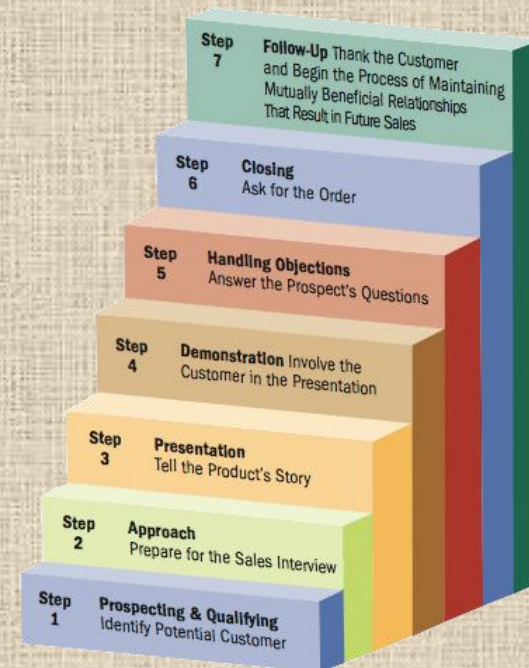 Step
7
Follow-Up Thank the Customer
and Begin the Process of Maintaining
Mutually Beneficial Relationships
That Result in Future Sales
Step
6
Closing
Ask for the Order
Step
5
Handling Objections
Answer the Prospect's Questions
Step
4
Demonstration Involve the
Customer in the Presentation
Step
3
Presentation
Tell the Product's Story
Step
2
Approach
Prepare for the Sales Interview
Step
1
Prospecting & Qualifying
Identify Potential Customer